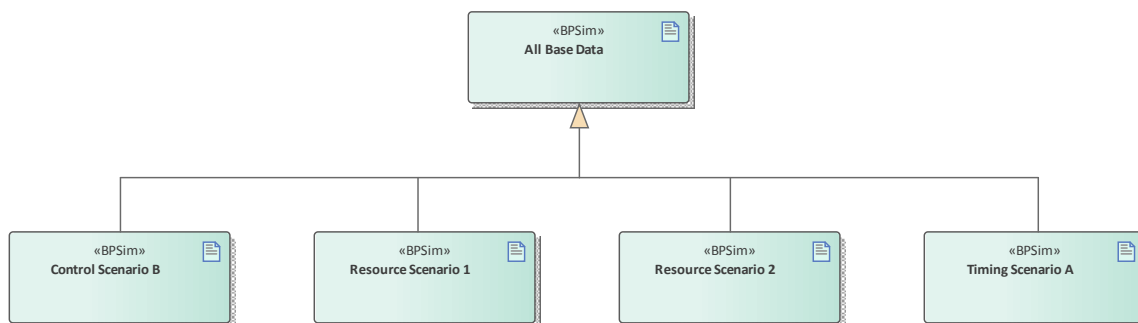 «BPSim»
All Base Data
«BPSim»
Control Scenario B
«BPSim»
Resource Scenario 1
«BPSim»
Resource Scenario 2
«BPSim»
Timing Scenario A